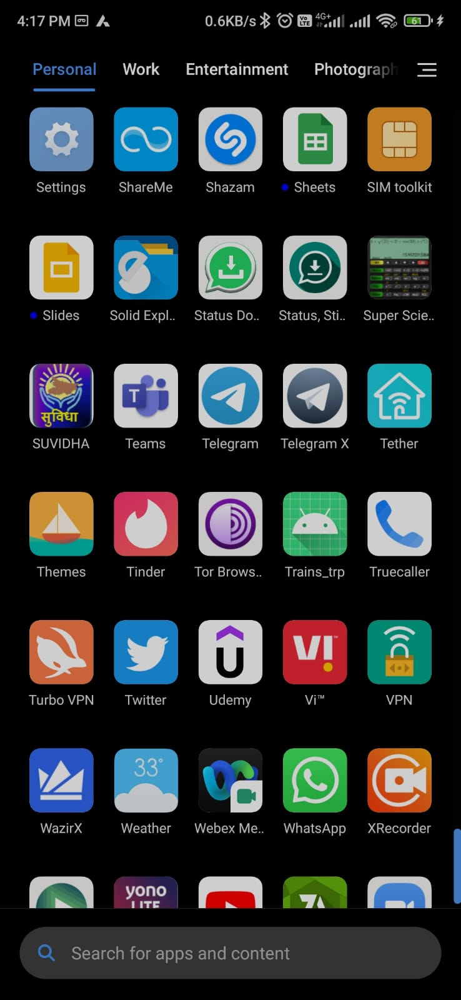 4:17 PM 0.6KB/s Vo LTE 4G+ 61
Personal Work Entertainment Photograph
Settings ShareMe Shazam Sheets SIM toolkit
Slides Solid Expl.. Status Do.. Status, Sti.. Super Scie..
सुविधा T
SUVIDHA Teams Telegram Telegram X Tether
Themes Tinder Tor Brows.. Trains_trp Truecaller
VI™
Turbo VPN Twitter Udemy Vi™ VPN
33°
WazirX Weather Webex Me.. WhatsApp XRecorder
yono
LITE
Search for apps and content